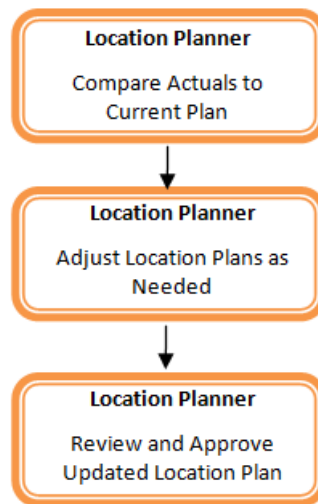 Location Planner
Compare Actuals to
Current Plan
Location Planner
Adjust Location Plans as
Needed
Location Planner
Review and Approve
Updated Location Plan